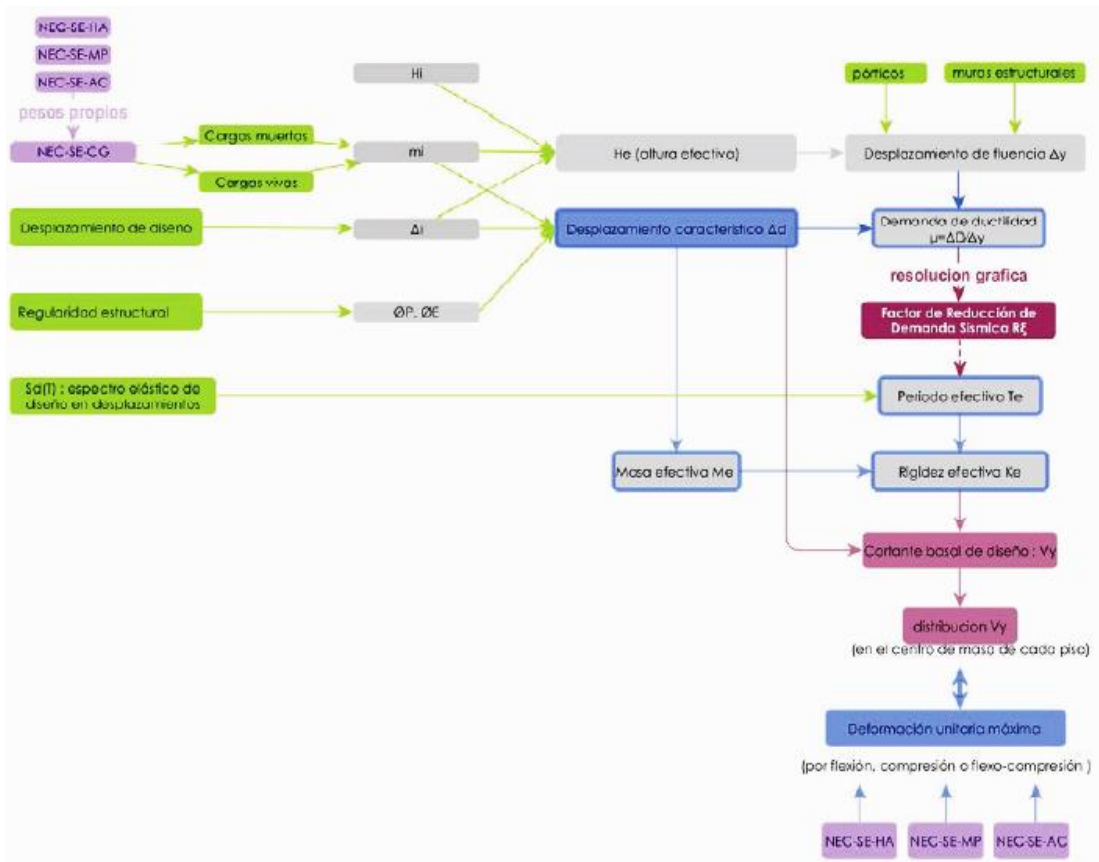 NEC-SE-HA
NEC-SE-MP
NEC-SE-AC
pesos propios
NEC-SE-CG
Cargas muertas
Cargas vivas
Hi
mi
Desplazamiento de diseno
Δi
Regularidad estructural
ØP. ØE
Sd(T) : espectro elástico de
diseño en desplazamientos
He (altura efectivo)
Desplazamiento característico Δd
Masa efectiva Me
pórticos
muros estructurales
Desplazamiento de fluencia Δy
Demanda de ductilidad
μ=ΔD/Δy
resolucion grafica
Factor de Reducción de
Demanda Sísmica Rξ
Periodo efectivo Te
Rigidez efectiva Ke
Cortante basal de diseño : Vy
distribucion Vy
(en el centro de masa de cada piso)
Deformación unitaria máxima
(por flexión, compresión o flexo-compresión )
NEC-SE-HA
NEC-SE-MP
NEC-SE-AC